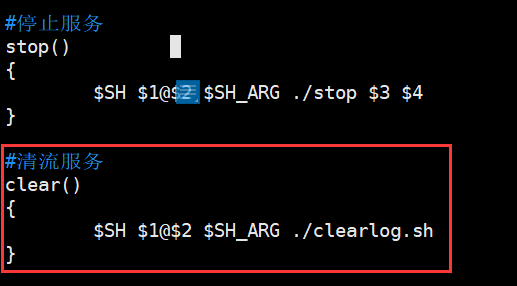 #停止服务
stop()
{
        $SH $1@$2 $SH_ARG ./stop $3 $4
}
#清流服务
clear()
{
        $SH $1@$2 $SH_ARG ./clearlog.sh
}